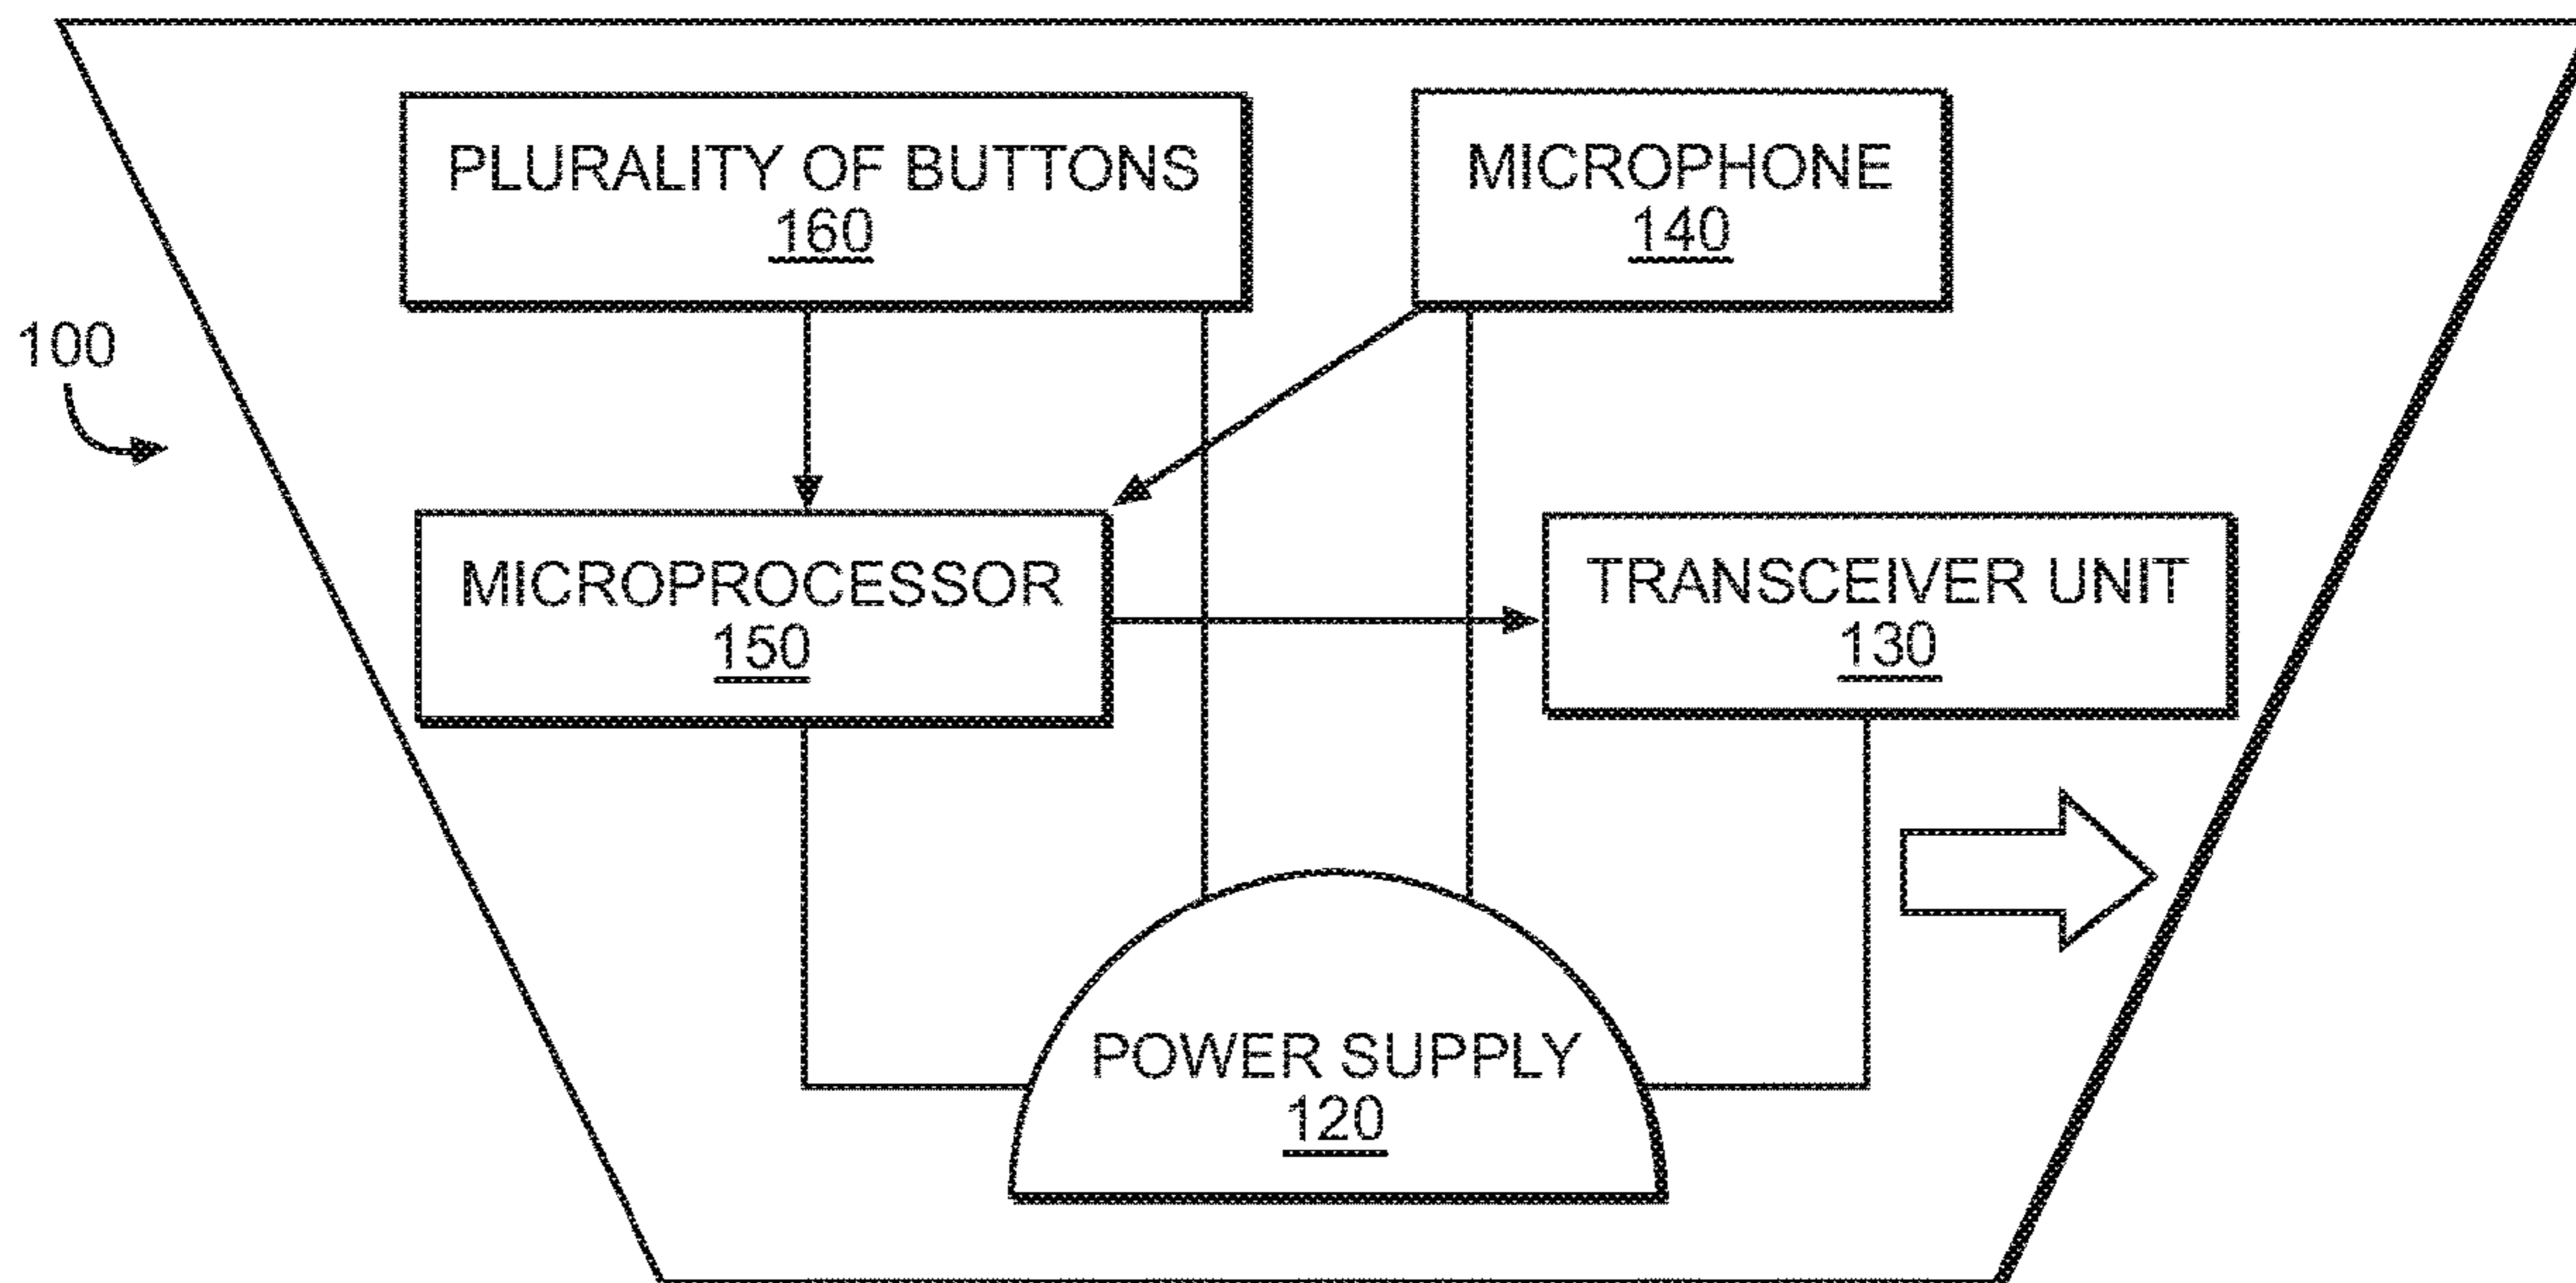 PLURALITY OF BUTTONS
160
MICROPHONE
140
100
MICROPROCESSOR
150
TRANSCEIVER UNIT
130
POWER SUPPLY
120